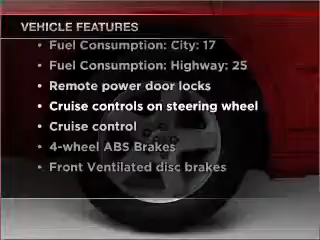 VEHICLE FEATURES
• Fuel Consumption: City: 17
• Fuel Consumption: Highway: 25
• Remote power door locks
• Cruise controls on steering wheel
• Cruise control
• 4-wheel ABS Brakes
• Front Ventilated disc brakes